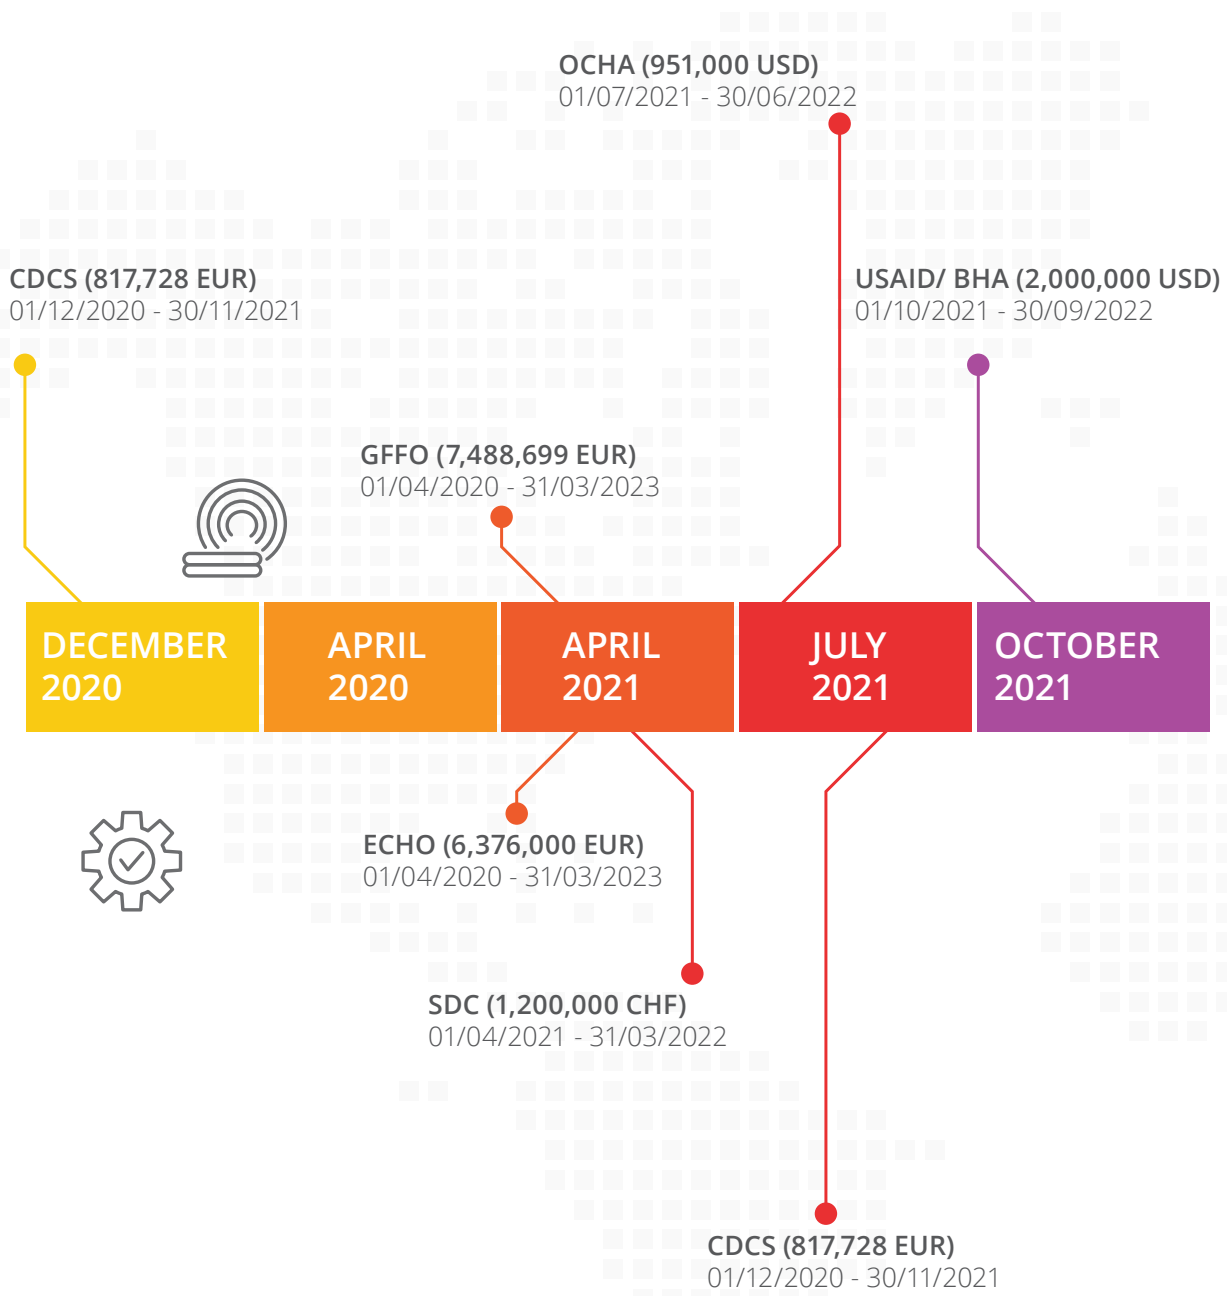 OCHA (951,000 USD)
01/07/2021 - 30/06/2022
CDCS (817,728 EUR)
01/12/2020 - 30/11/2021
USAID/ BHA (2,000,000 USD)
01/10/2021 - 30/09/2022
GFFO (7,488,699 EUR)
01/04/2020 - 31/03/2023
DECEMBER
2020
APRIL
2020
APRIL
2021
JULY
2021
OCTOBER
2021
ECHO (6,376,000 EUR)
01/04/2020 - 31/03/2023
SDC (1,200,000 CHF)
01/04/2021 - 31/03/2022
CDCS (817,728 EUR)
01/12/2020 - 30/11/2021